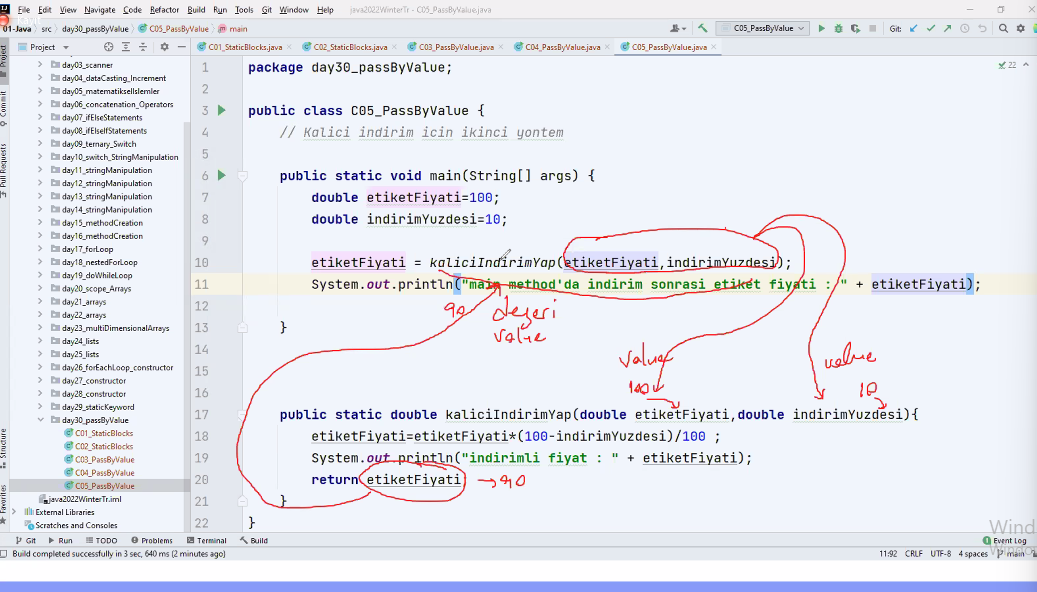 File Edit View Navigate Code Refactor Build Run Tools Git Window Help java2022WinterTr - C05_PassByValue.java
01-Java src day30_passByValue C05_PassByValue main C05_PassByValue Git:
C01_StaticBlocks.java C02_StaticBlocks.java C03_PassByValue.java C04_PassByValue.java C05_PassByValue.java
Project
Project
Commit
Pull Requests
Structure
Favorites
day03_scanner
day04_dataCasting_Increment
day05_matematikselIslemler
day06_concatenation_Operators
day07_ifElseStatements
day08_ifElseIfStatements
day09_ternary_Switch
day10_switch_StringManipulation
day11_stringManipulation
day12_stringManipulation
day13_stringManipulation
day14_stringManipulation
day15_methodCreation
day16_methodCreation
day17_forLoop
day18_nestedForLoop
day19_doWhileLoop
day20_scope_Arrays
day21_arrays
day22_arrays
day23_multiDimensionalArrays
day24_lists
day25_lists
day26_forEachLoop_constructor
day27_constructor
day28_constructor
day29_staticKeyword
day30_passByValue
C01_StaticBlocks
C02_StaticBlocks
C03_PassByValue
C04_PassByValue
C05_PassByValue
java2022WinterTr.iml
External Libraries
Scratches and Consoles
22
1 package day30_passByValue;
2
3 public class C05_PassByValue {
4 // Kalici indirim icin ikinci yontem
5
6 public static void main(String[] args) {
7 double etiketFiyati=100;
8 double indirimYuzdesi=10;
9
10 etiketFiyati = kaliciIndirimYap(etiketFiyati,indirimYuzdesi);
11 System.out.println("main method'da indirim sonrasi etiket fiyati : " + etiketFiyati);
12
90 degeri
value
13 }
14
value value
15
100 10
16
17 public static double kaliciIndirimYap(double etiketFiyati,double indirimYuzdesi){
18 etiketFiyati=etiketFiyati*(100-indirimYuzdesi)/100 ;
19 System.out.println("indirimli fiyat : " + etiketFiyati);
20 return etiketFiyati → 90
21 }
22 }
Wind
Git Run TODO Problems Terminal Build Event Log
Build completed successfully in 3 sec, 640 ms (2 minutes ago) 11:92 CRLF UTF-8 4 spaces main